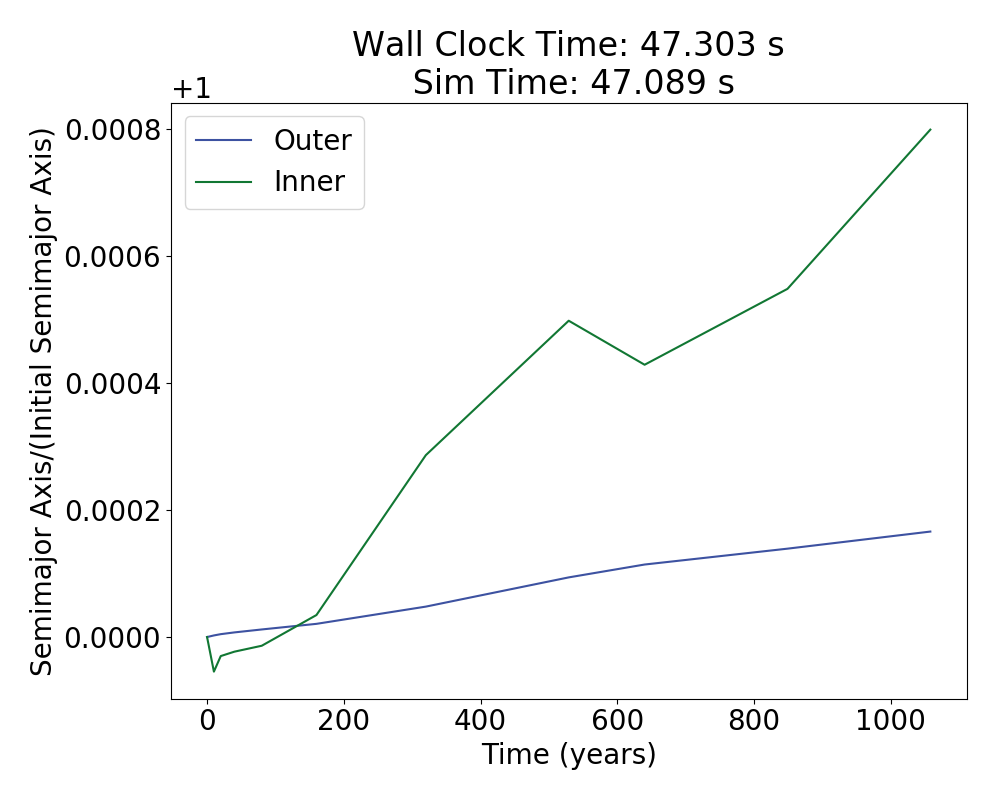 Wall Clock Time: 47.303 s
Sim Time: 47.089 s
+1
Outer
Inner
0.0008
0.0006
0.0004
0.0002
0.0000
Semimajor Axis/(Initial Semimajor Axis)
0 200 400 600 800 1000
Time (years)